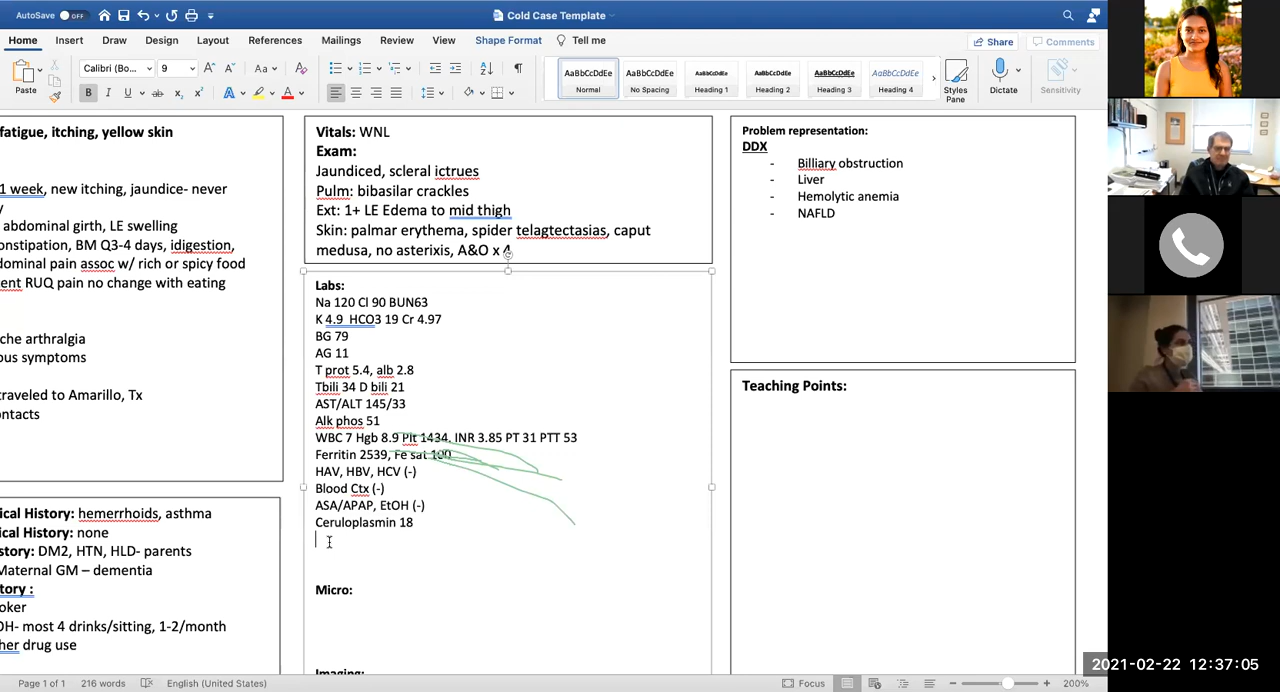 AutoSave OFF
Cold Case Template
Home Insert Draw Design Layout References Mailings Review View Shape Format Tell me
Share Comments
Paste
Calibri (Bo... 9
AaBbCcDdEe AaBbCcDdEe AaBbCcDdEe AaBbCcDdEe AaBbCcDdEe AaBbCcDdEe
Normal No Spacing Heading 1 Heading 2 Heading 3 Heading 4
Styles Pane
Dictate
Sensitivity
fatigue, itching, yellow skin
1 week, new itching, jaundice- never
abdominal girth, LE swelling
onstipation, BM Q3-4 days, idigestion,
dominal pain assoc w/ rich or spicy food
ent RUQ pain no change with eating
che arthralgia
ous symptoms
traveled to Amarillo, Tx
ontacts
ical History: hemerrhoids, asthma
ical History: none
story: DM2, HTN, HLD- parents
Maternal GM – dementia
tory :
oker
OH- most 4 drinks/sitting, 1-2/month
her drug use
Vitals: WNL
Exam:
Jaundiced, scleral ictrues
Pulm: bibasilar crackles
Ext: 1+ LE Edema to mid thigh
Skin: palmar erythema, spider telagtectasias, caput
medusa, no asterixis, A&O x 4
Labs:
Na 120 Cl 90 BUN63
K 4.9 HCO3 19 Cr 4.97
BG 79
AG 11
T prot 5.4, alb 2.8
Tbili 34 D bili 21
AST/ALT 145/33
Alk phos 51
WBC 7 Hgb 8.9 Plt 1434, INR 3.85 PT 31 PTT 53
Ferritin 2539, Fe sat 100
HAV, HBV, HCV (-)
Blood Ctx (-)
ASA/APAP, EtOH (-)
Ceruloplasmin 18
Micro:
Imaging:
Problem representation:
DDX
- Billiary obstruction
- Liver
- Hemolytic anemia
- NAFLD
Teaching Points:
Page 1 of 1 216 words English (United States) Focus 200%
2021-02-22 12:37:05